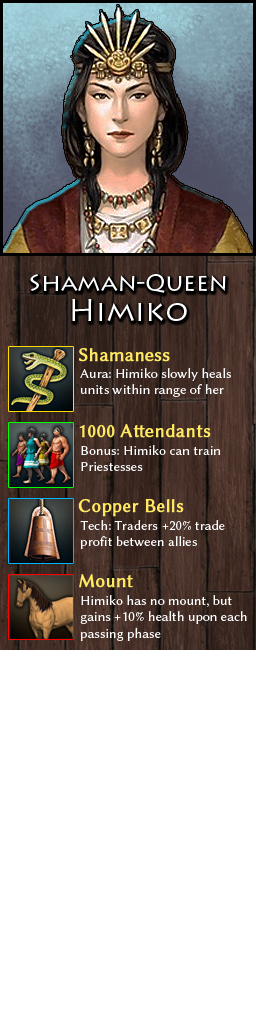 Shaman-Queen
Himiko
Shamaness
Aura: Himiko slowly heals
units within range of her
1000 Attendants
Bonus: Himiko can train
Priestesses
Copper Bells
Tech: Traders +20% trade
profit between allies
Mount
Himiko has no mount, but
gains +10% health upon each
passing phase